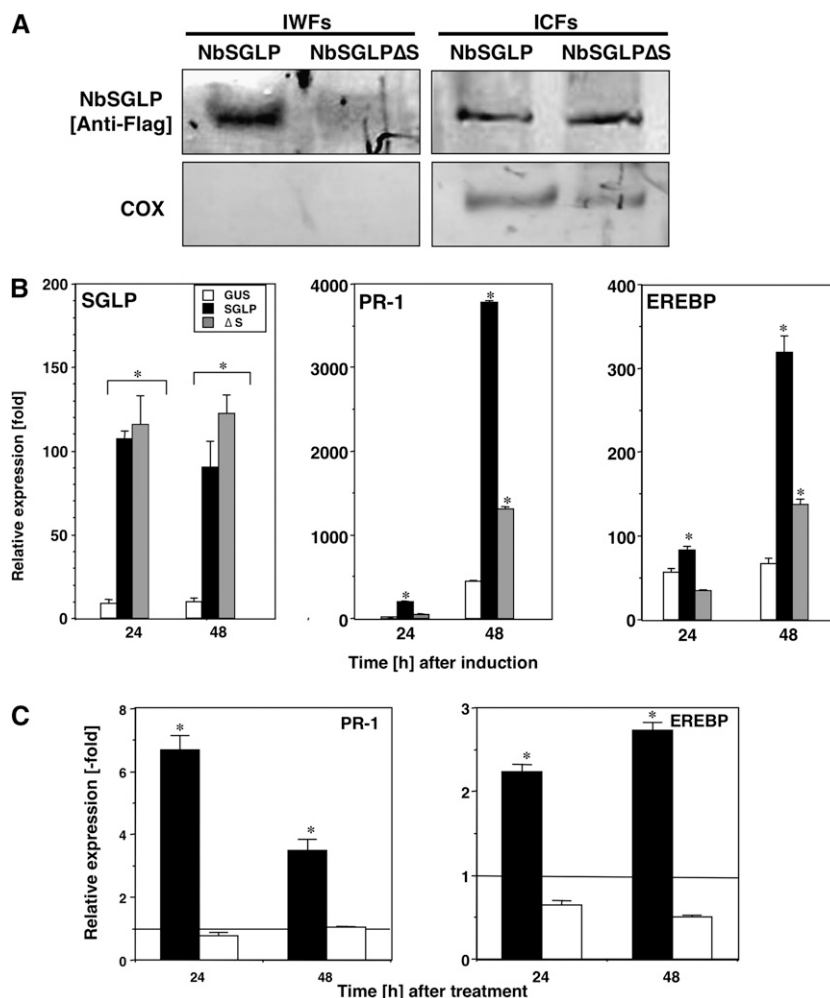 A
IWFs ICFs
NbSGLP NbSGLPΔS NbSGLP NbSGLPΔS
NbSGLP
[Anti-Flag]
COX
B
SGLP
GUS
SGLP
Δ S
Relative expression [fold]
200
150
100
50
0
* *
24 48
PR-1
4000
3000
2000
1000
0
* * *
24 48
EREBP
400
300
200
100
0
* * *
24 48
Time [h] after induction
C
PR-1
Relative expression [-fold]
8
6
4
2
0
* *
24 48
EREBP
3
2
1
0
* *
24 48
Time [h] after treatment